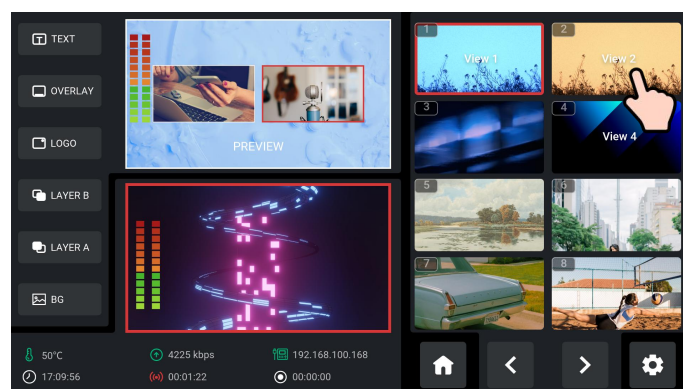 TEXT
OVERLAY
LOGO
LAYER B
LAYER A
BG
PREVIEW
1
View 1
2
View 2
3
4
View 4
5
6
7
8
50°C
4225 kbps
192.168.100.168
17:09:56
00:01:22
00:00:00